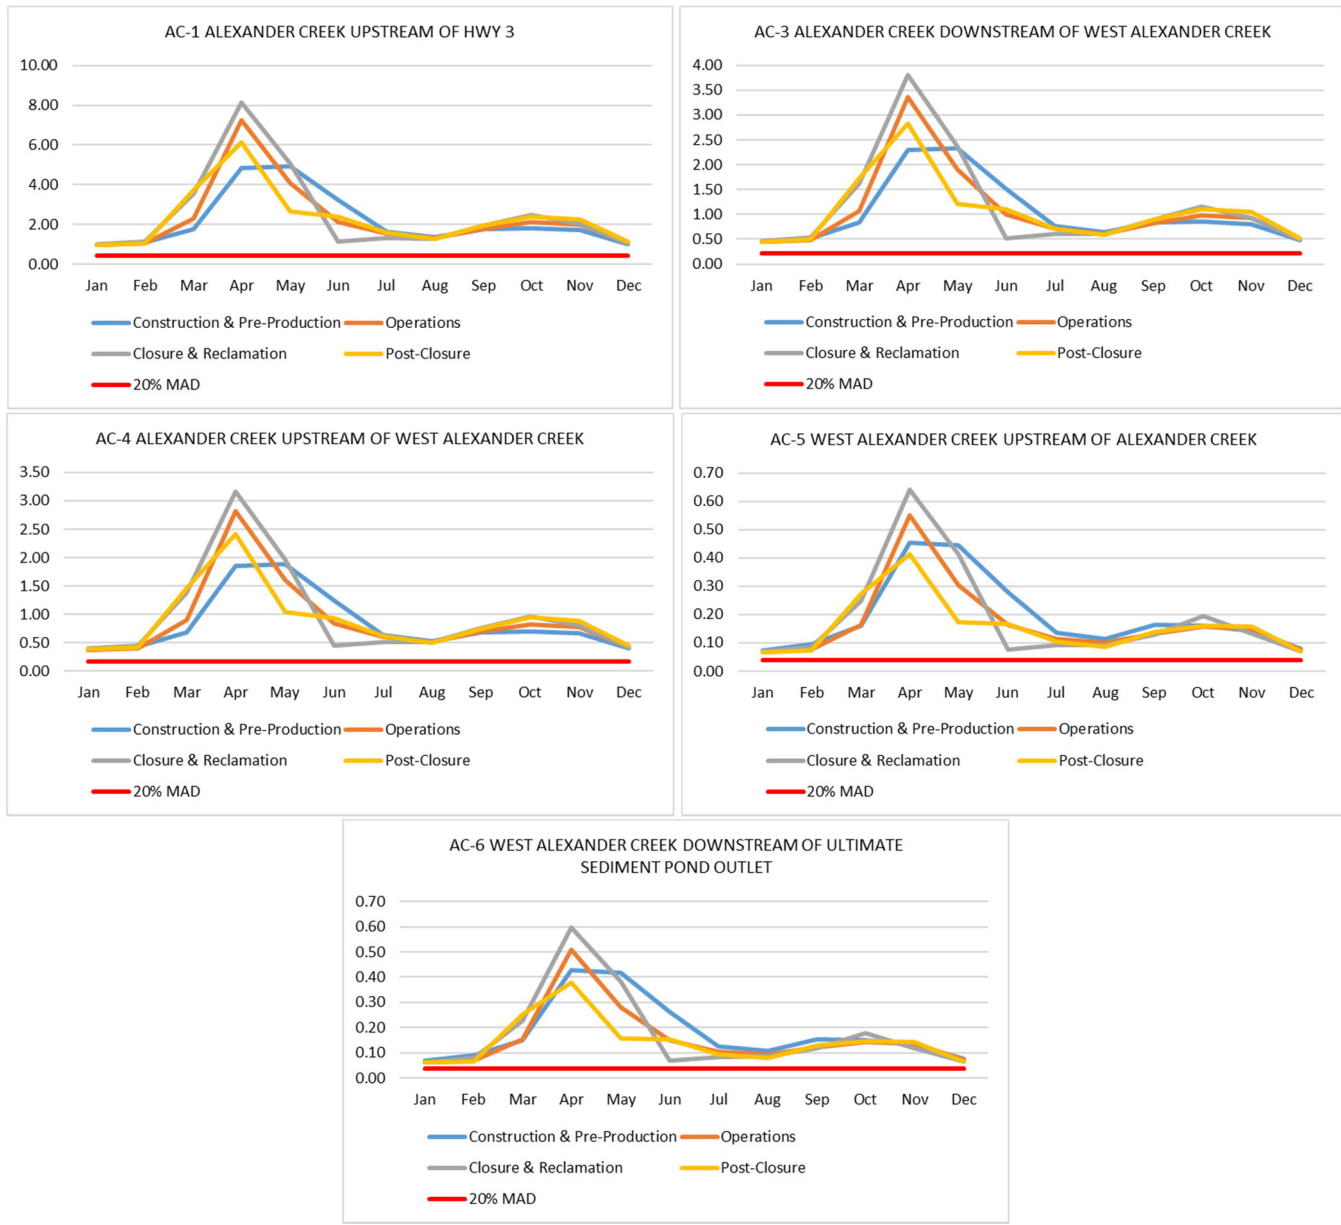 AC-1 ALEXANDER CREEK UPSTREAM OF HWY 3
10.00
8.00
6.00
4.00
2.00
0.00
Jan Feb Mar Apr May Jun Jul Aug Sep Oct Nov Dec
Construction & Pre-Production Operations
Closure & Reclamation Post-Closure
20% MAD
AC-3 ALEXANDER CREEK DOWNSTREAM OF WEST ALEXANDER CREEK
4.00
3.50
3.00
2.50
2.00
1.50
1.00
0.50
0.00
Jan Feb Mar Apr May Jun Jul Aug Sep Oct Nov Dec
Construction & Pre-Production Operations
Closure & Reclamation Post-Closure
20% MAD
AC-4 ALEXANDER CREEK UPSTREAM OF WEST ALEXANDER CREEK
3.50
3.00
2.50
2.00
1.50
1.00
0.50
0.00
Jan Feb Mar Apr May Jun Jul Aug Sep Oct Nov Dec
Construction & Pre-Production Operations
Closure & Reclamation Post-Closure
20% MAD
AC-5 WEST ALEXANDER CREEK UPSTREAM OF ALEXANDER CREEK
0.70
0.60
0.50
0.40
0.30
0.20
0.10
0.00
Jan Feb Mar Apr May Jun Jul Aug Sep Oct Nov Dec
Construction & Pre-Production Operations
Closure & Reclamation Post-Closure
20% MAD
AC-6 WEST ALEXANDER CREEK DOWNSTREAM OF ULTIMATE
SEDIMENT POND OUTLET
0.70
0.60
0.50
0.40
0.30
0.20
0.10
0.00
Jan Feb Mar Apr May Jun Jul Aug Sep Oct Nov Dec
Construction & Pre-Production Operations
Closure & Reclamation Post-Closure
20% MAD